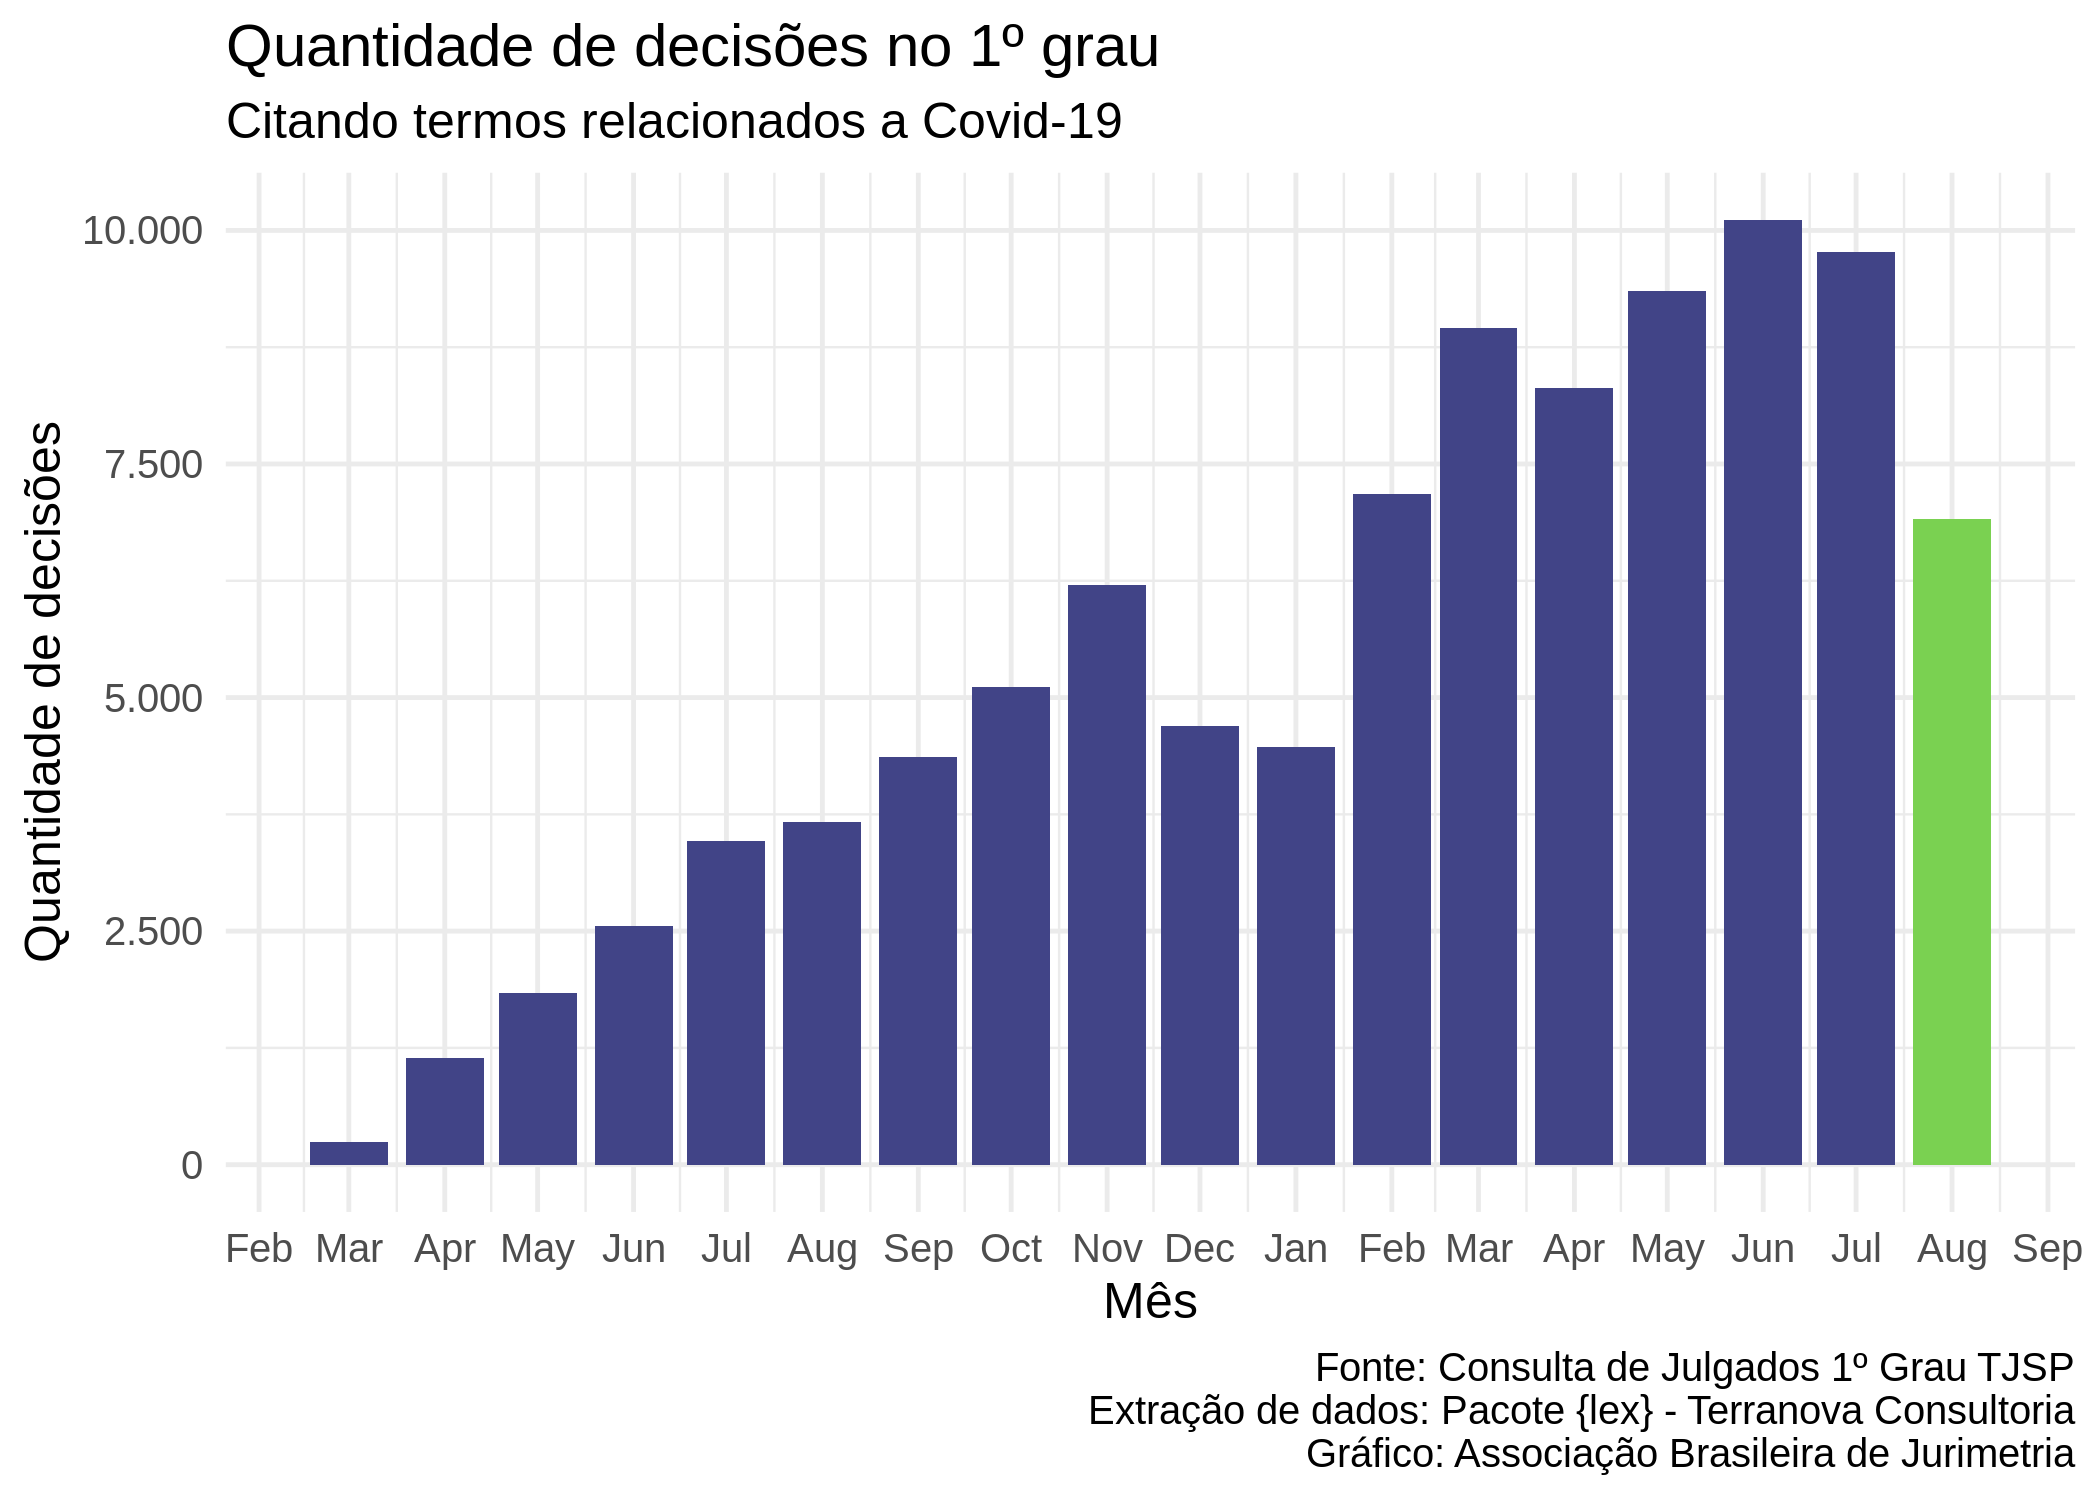 Quantidade de decisões no 1º grau
Citando termos relacionados a Covid-19
Quantidade de decisões
10.000
7.500
5.000
2.500
0
Feb Mar Apr May Jun Jul Aug Sep Oct Nov Dec Jan Feb Mar Apr May Jun Jul Aug Sep
Mês
Fonte: Consulta de Julgados 1º Grau TJSP
Extração de dados: Pacote {lex} - Terranova Consultoria
Gráfico: Associação Brasileira de Jurimetria